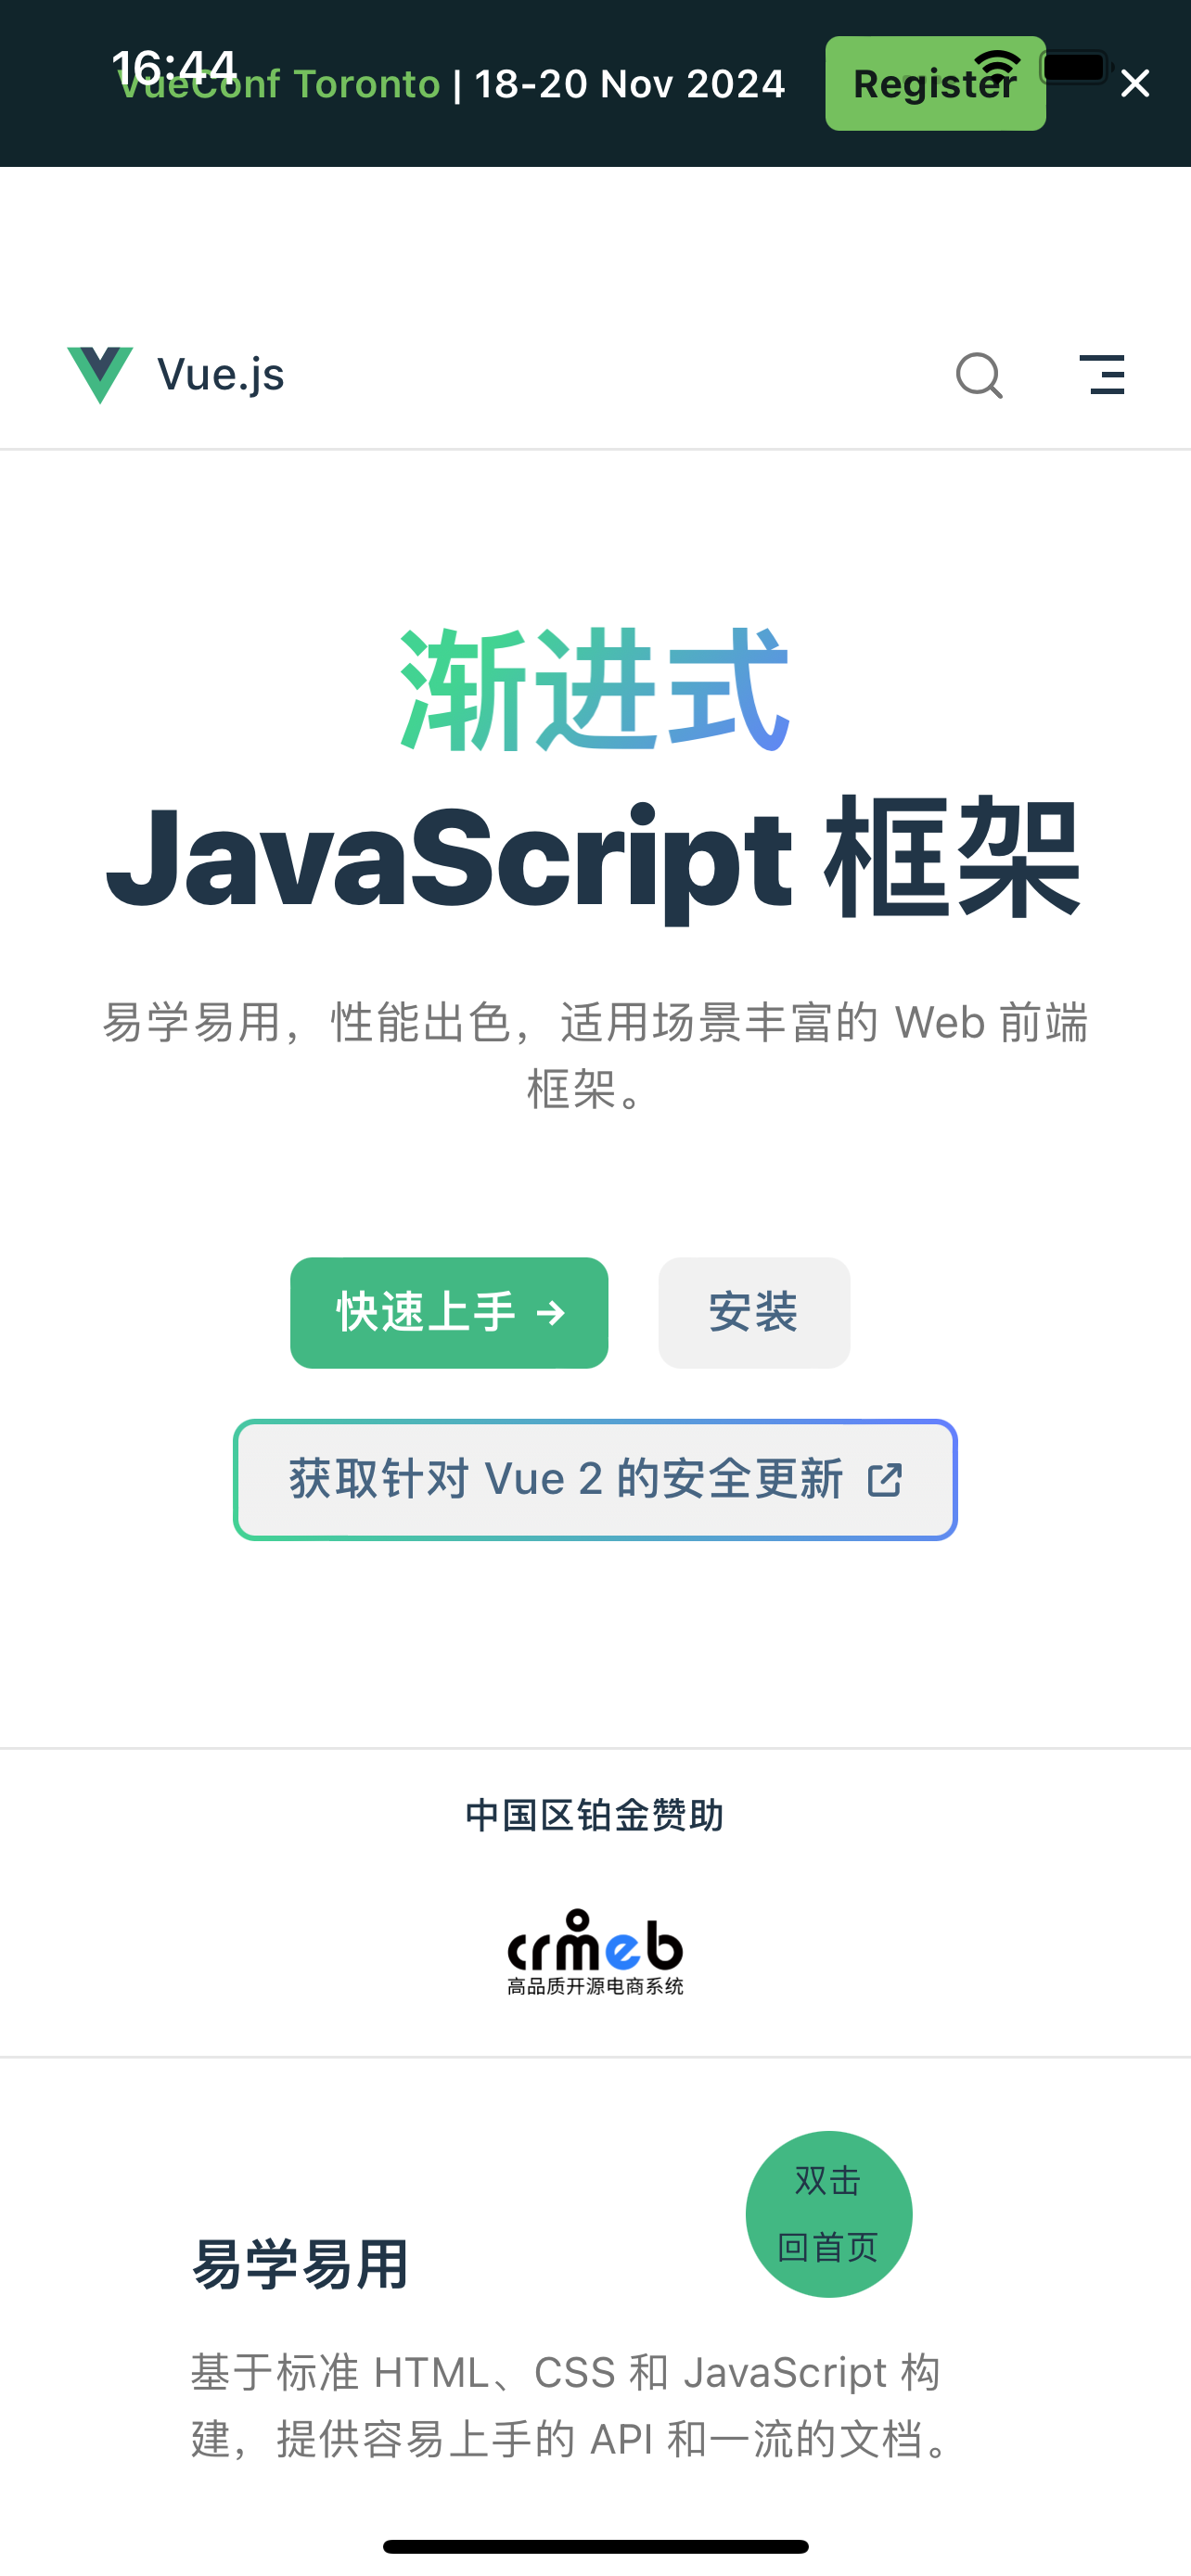 16:44
VueConf Toronto | 18-20 Nov 2024
Register
Vue.js
渐进式
JavaScript 框架
易学易用，性能出色，适用场景丰富的 Web 前端
框架。
快速上手 →
安装
获取针对 Vue 2 的安全更新
中国区铂金赞助
crmeb
高品质开源电商系统
双击
回首页
易学易用
基于标准 HTML、CSS 和 JavaScript 构
建，提供容易上手的 API 和一流的文档。